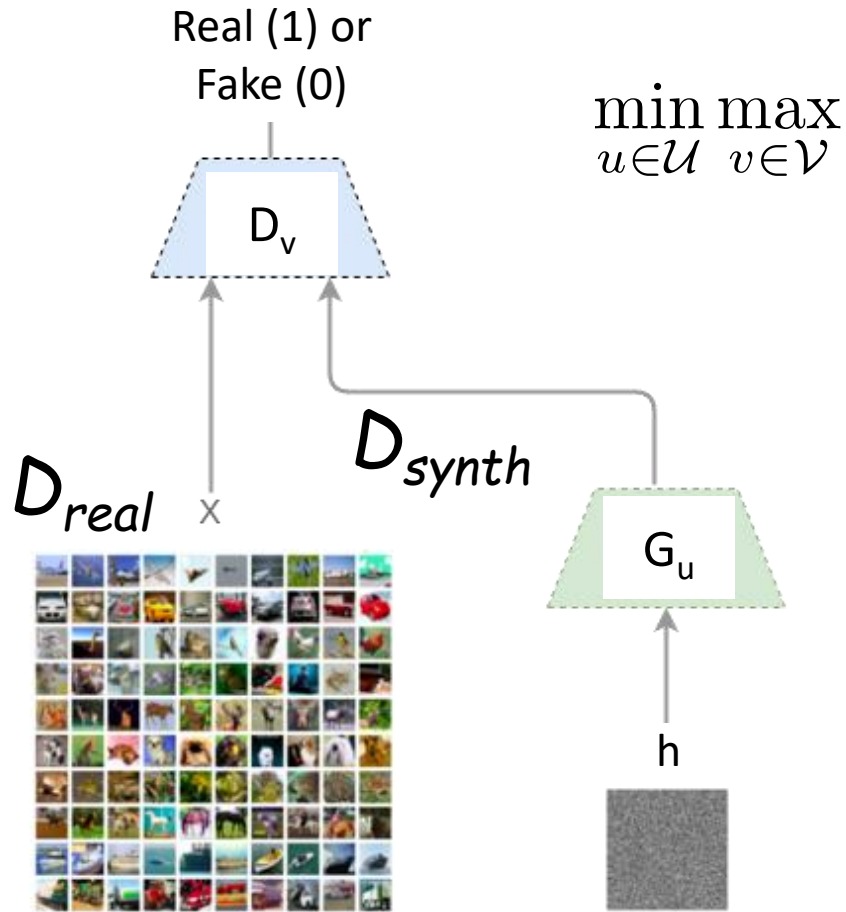 Real (1) or
Fake (0)
min max
u∈𝒰 v∈𝒱
D_v
D_synth
D_real
x
G_u
h